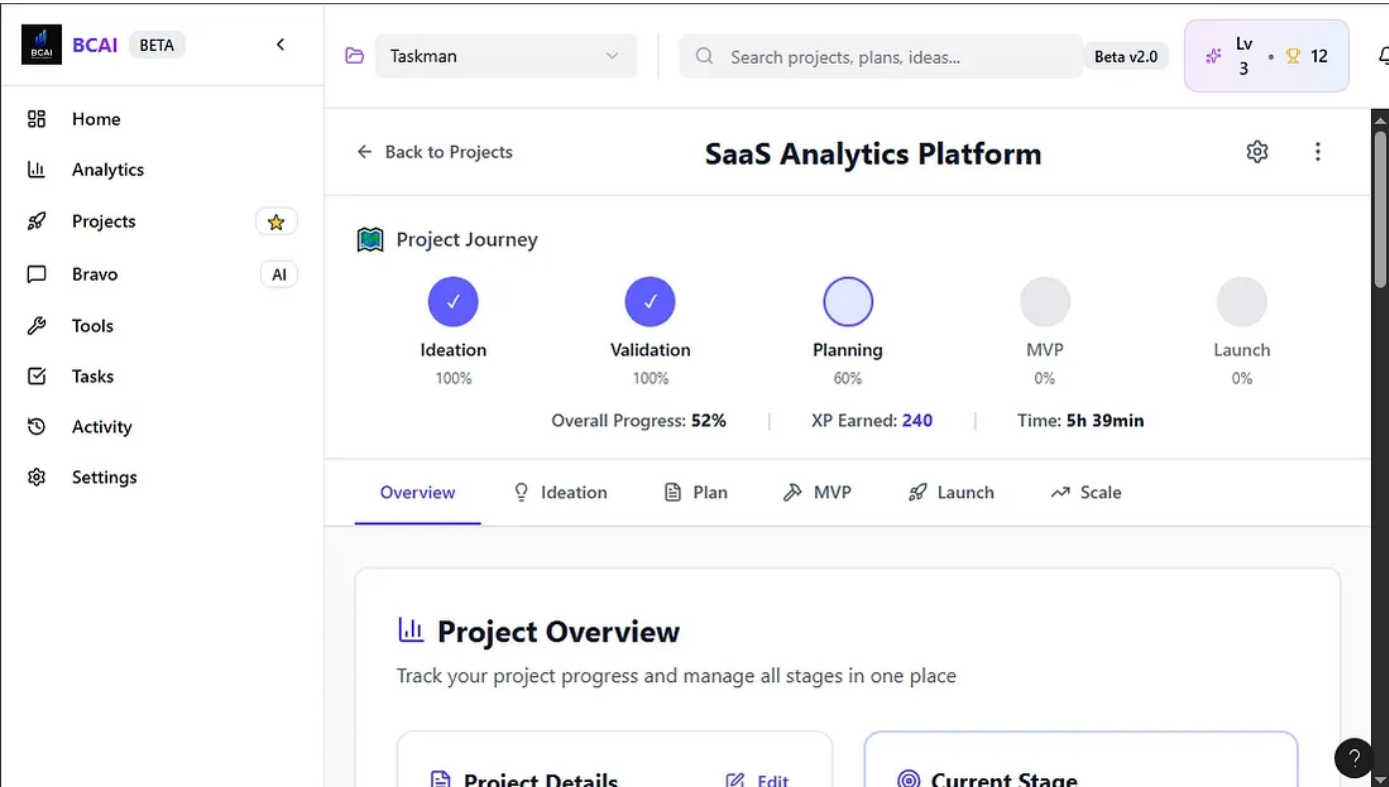 BCAI
BCAI BETA
Home
Analytics
Projects
Bravo AI
Tools
Tasks
Activity
Settings
Taskman
Search projects, plans, ideas...
Beta v2.0
Lv
3 • 12
Back to Projects
SaaS Analytics Platform
Project Journey
✓ ✓
Ideation Validation Planning MVP Launch
100% 100% 60% 0% 0%
Overall Progress: 52% | XP Earned: 240 | Time: 5h 39min
Overview Ideation Plan MVP Launch Scale
Project Overview
Track your project progress and manage all stages in one place
Project Details Edit
Current Stage
?